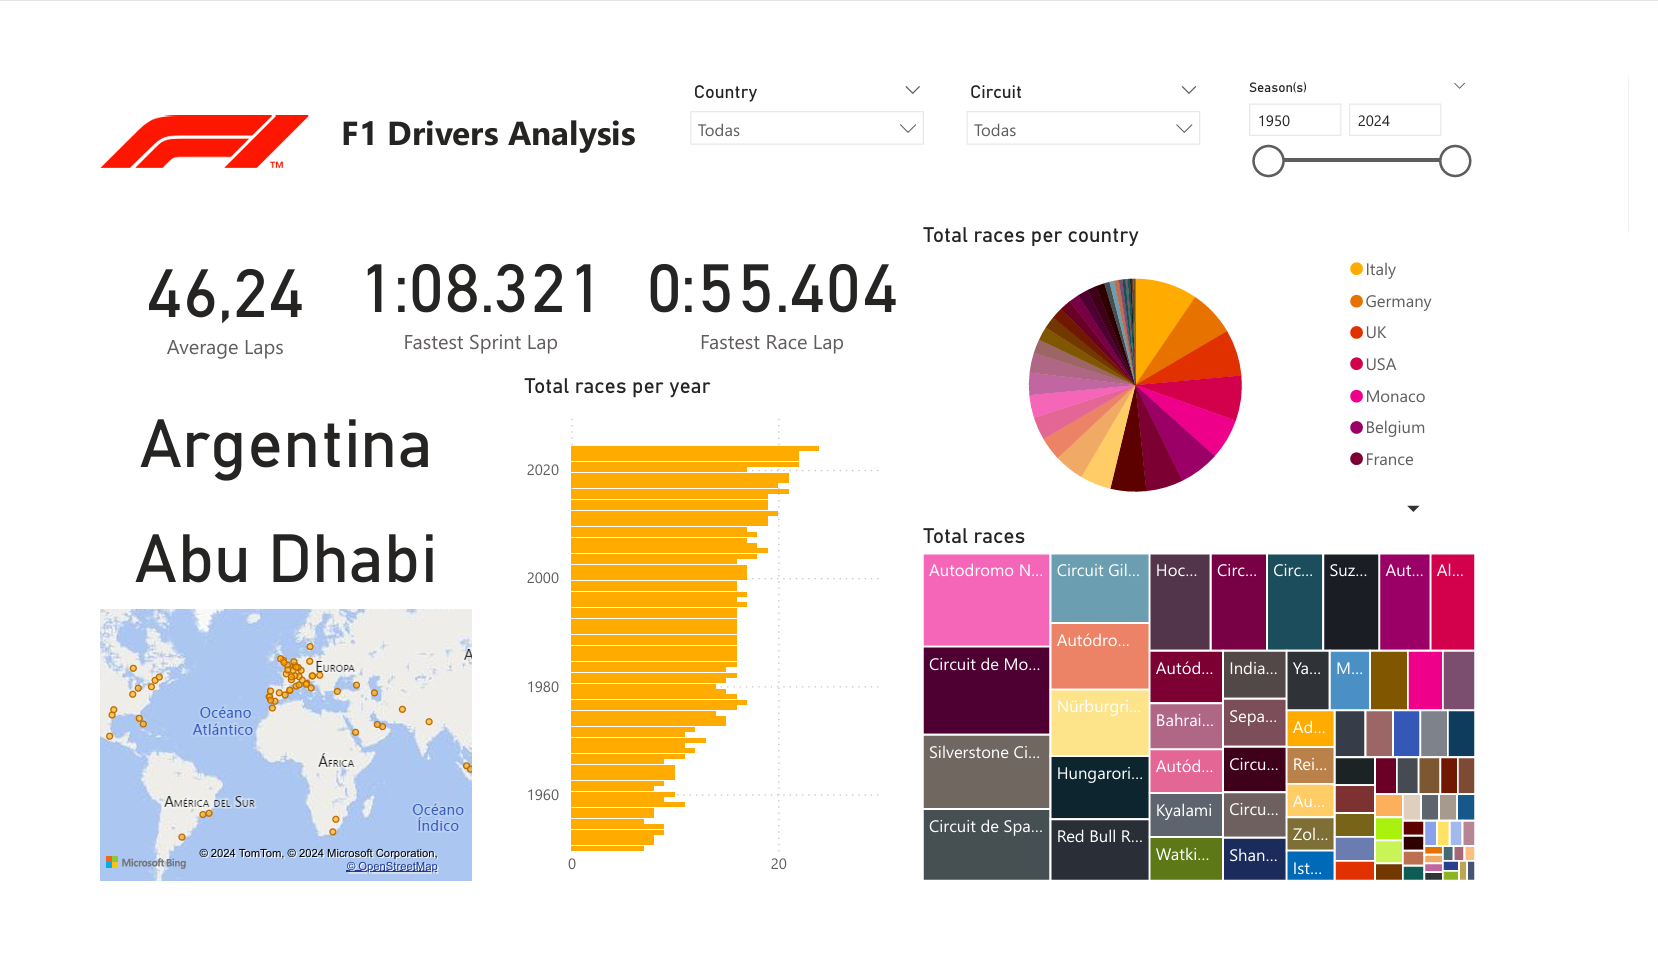 F1 Drivers Analysis
TM
Country
Todas
Circuit
Todas
Season(s)
1950
2024
46,24
Average Laps
1:08.321
Fastest Sprint Lap
0:55.404
Fastest Race Lap
Argentina
Abu Dhabi
Océano
Atlántico
EUROPA
ÁFRICA
AMÉRICA DEL SUR
Océano
Índico
A
Microsoft Bing
© 2024 TomTom, © 2024 Microsoft Corporation,
© OpenStreetMap
Total races per year
2020
2000
1980
1960
0
20
Total races per country
Italy
Germany
UK
USA
Monaco
Belgium
France
Total races
Autodromo N...
Circuit de Mo...
Silverstone Ci...
Circuit de Spa...
Circuit Gil...
Autódro...
Nürburgri...
Hungarori...
Red Bull R...
Hoc...
Circ...
Circ...
Suz...
Aut...
Al...
Autód...
Bahrai...
Autód...
Kyalami
Watki...
India...
Sepa...
Circu...
Circu...
Shan...
Ya...
M...
Ad...
Rei...
Au...
Zol...
Ist...